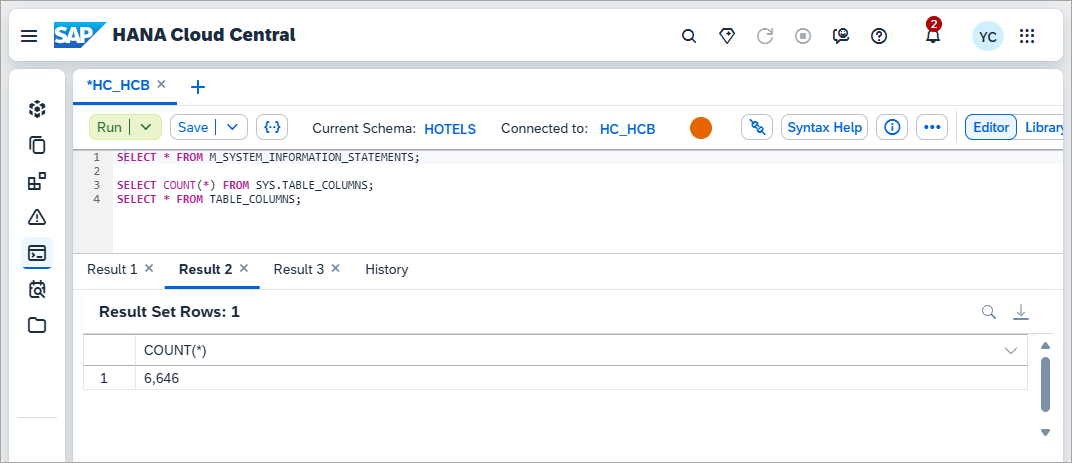 SAP HANA Cloud Central 2 YC
*HC_HCB
Run Save Current Schema: HOTELS Connected to: HC_HCB Syntax Help Editor Library
1 SELECT * FROM M_SYSTEM_INFORMATION_STATEMENTS;
2
3 SELECT COUNT(*) FROM SYS.TABLE_COLUMNS;
4 SELECT * FROM TABLE_COLUMNS;
Result 1 Result 2 Result 3 History
Result Set Rows: 1
COUNT(*)
1 6,646